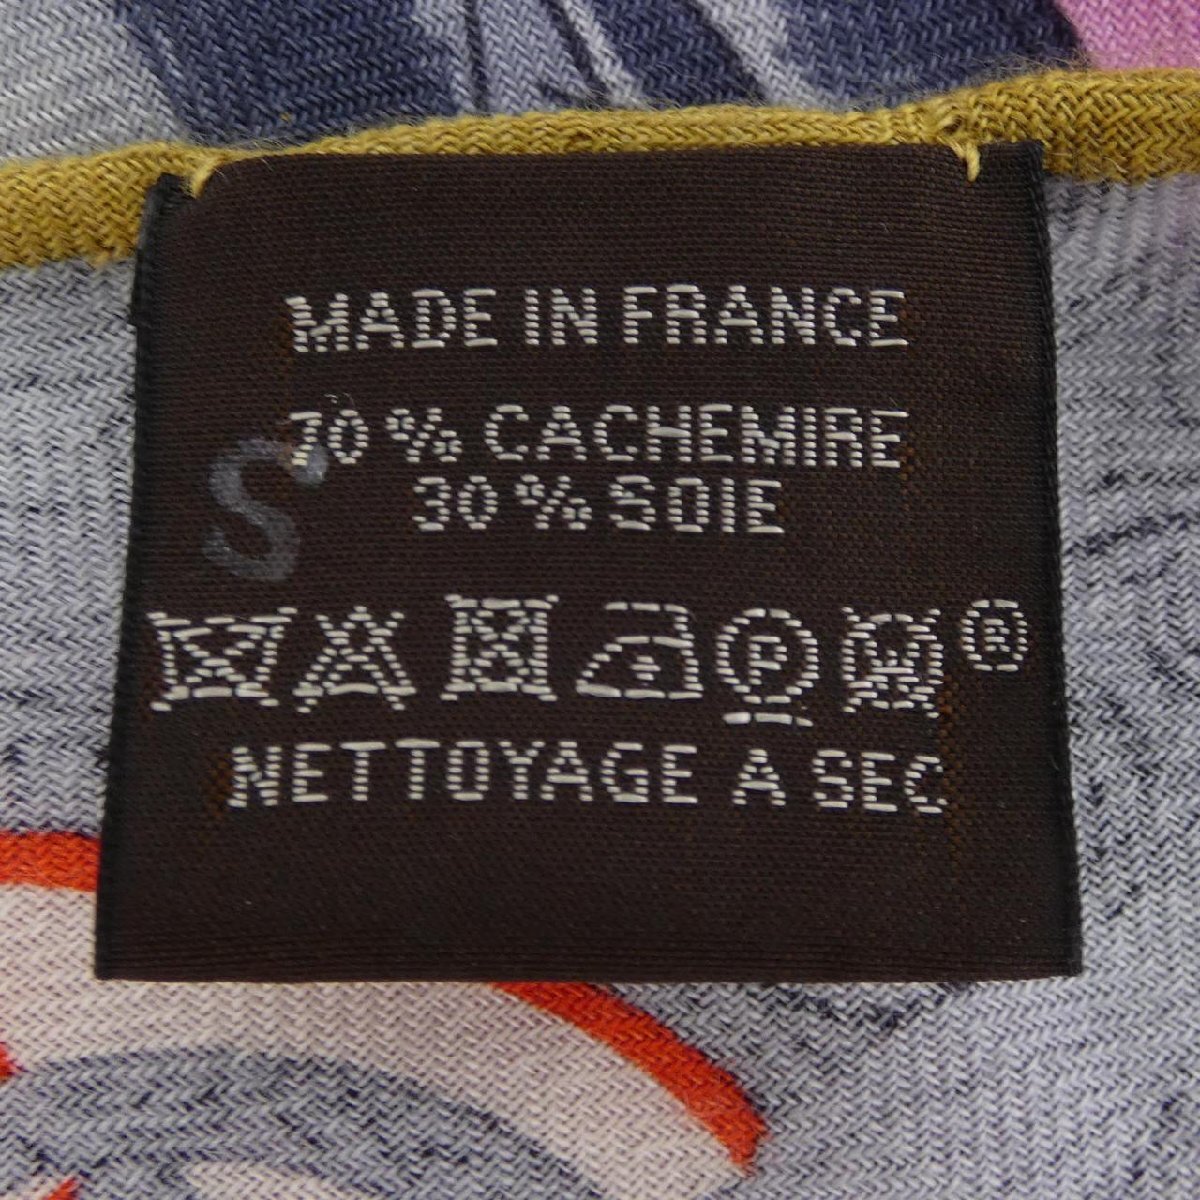 MADE IN FRANCE
70 % CACHEMIRE
30 % SOIE
S
P ®
NETTOYAGE A SEC